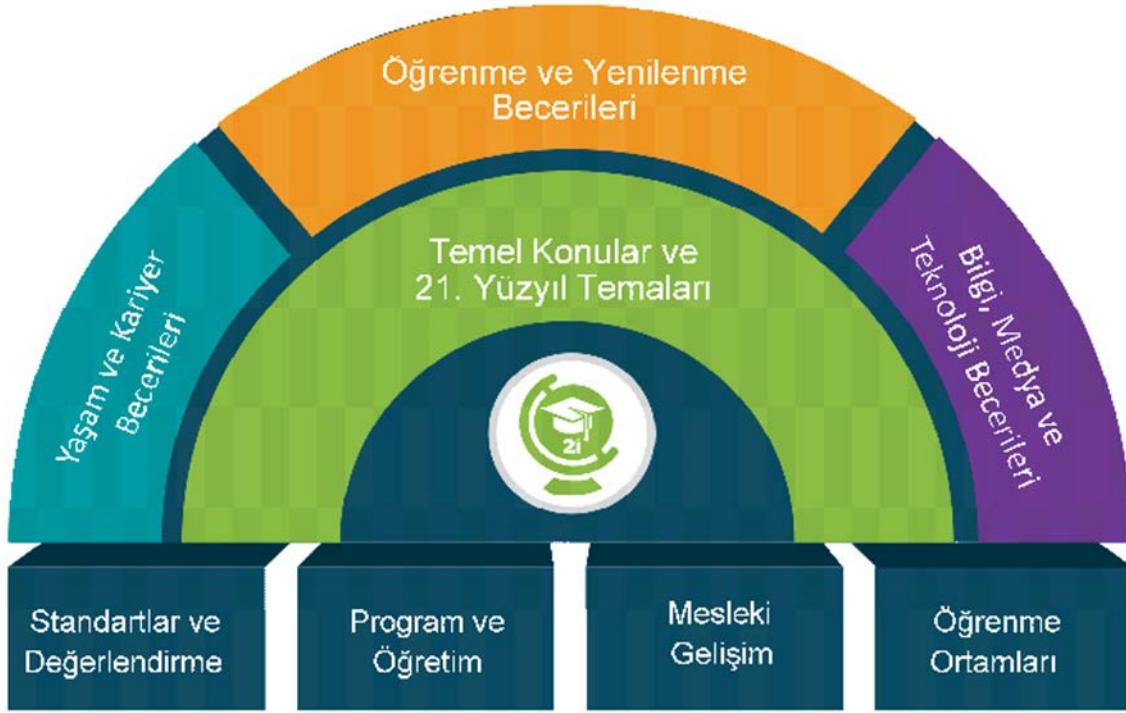 Öğrenme ve Yenilenme
Becerileri
Yaşam ve Kariyer
Becerileri
Temel Konular ve
21. Yüzyıl Temaları
Bilgi, Medya ve
Teknoloji Becerileri
2i
Standartlar ve
Değerlendirme
Program ve
Öğretim
Mesleki
Gelişim
Öğrenme
Ortamları